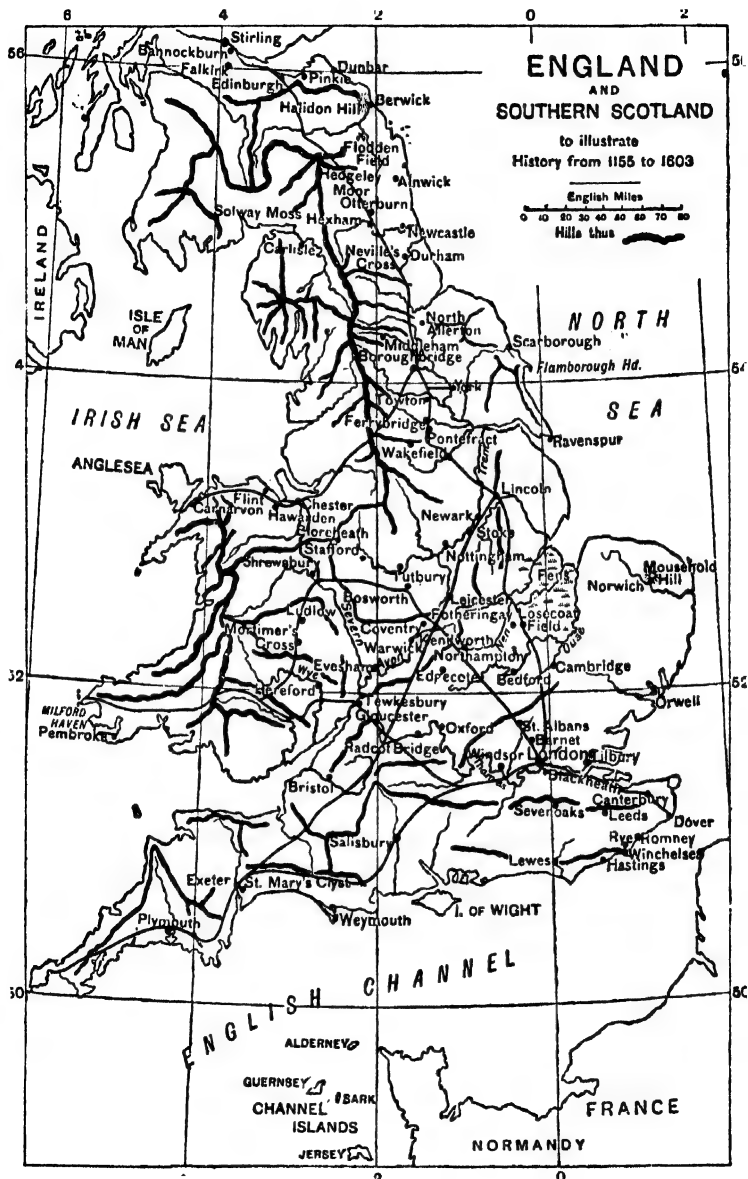 6 4 2 0 2
ENGLAND
AND
SOUTHERN SCOTLAND
to illustrate
History from 1155 to 1603
English Miles
0 10 20 30 40 50 60 70 80
Hills thus
56
Stirling
Bannockburn
Falkirk
Dunbar
Pinkie
Edinburgh
Halidon Hill
Berwick
Flodden
Field
Hedgeley
Moor
Alnwick
Otterburn
Solway Moss
Hexham
Newcastle
Carlisle
Neville's
Cross
Durham
IRELAND
ISLE
OF
MAN
North
Allerton
NORTH
SEA
Scarborough
Middleham
Boroughbridge
Flamborough Hd.
York
Towton
IRISH SEA
Ferrybridge
Pontefract
Ravenspur
Wakefield
Trent
ANGLESEA
Lincoln
Flint
Chester
Carnarvon
Hawarden
Newark
Bloreheath
Stoke
Stafford
Nottingham
Shrewsbury
Tutbury
Fens
Mousehold
Hill
Norwich
Bosworth
Leicester
Ludlow
Severn
Fotheringay
Losecoat
Field
Mortimer's
Cross
Coventry
Kenilworth
Nen
Ouse
Warwick
Avon
Northampton
Evesham
Wye
Edgecote
Cambridge
Hereford
Bedford
52
Orwell
MILFORD
HAVEN
Pembroke
Tewkesbury
Gloucester
Oxford
St. Albans
Barnet
Radcot Bridge
Windsor
London
Tilbury
Thames
Blackheath
Bristol
Canterbury
Sevenoaks
Leeds
Dover
Salisbury
Rye
Romney
Winchelsea
Lewes
Hastings
Exeter
St. Mary's Clyst
Plymouth
Weymouth
I. OF WIGHT
50
50
ENGLISH CHANNEL
ALDERNEY
GUERNSEY
SARK
CHANNEL
ISLANDS
JERSEY
FRANCE
NORMANDY
2 0